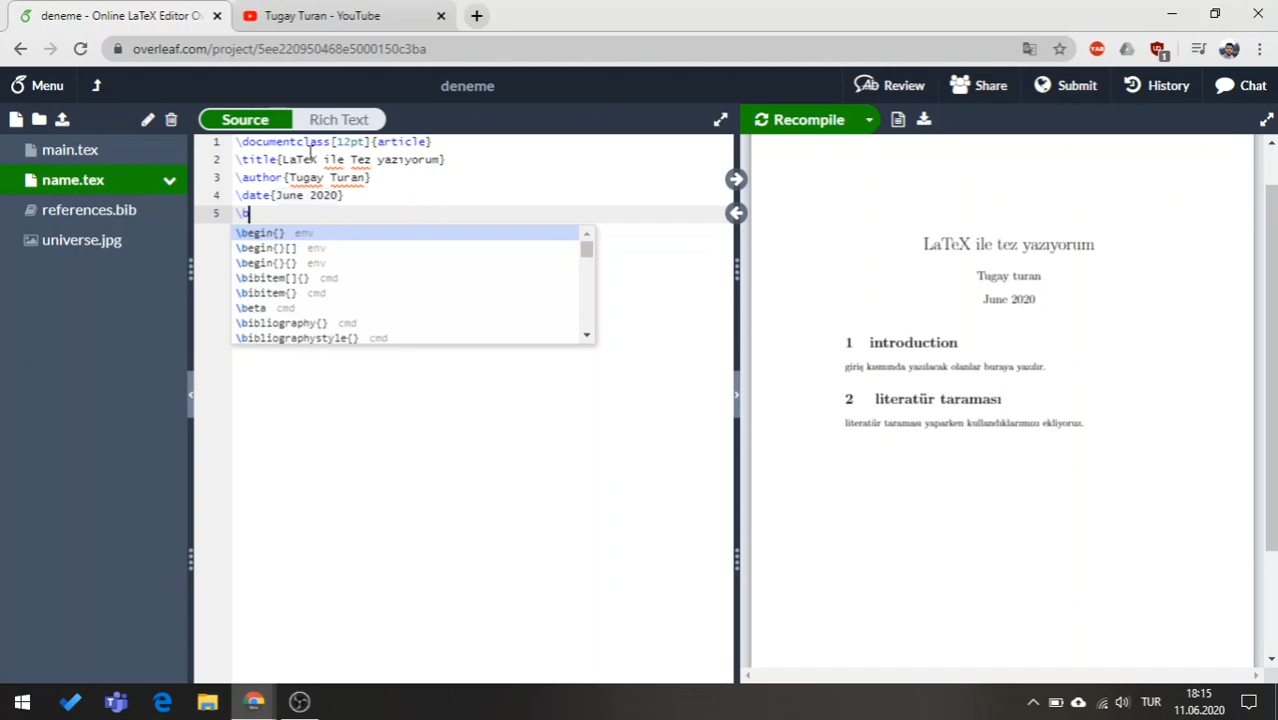 deneme - Online LaTeX Editor Ov
Tugay Turan - YouTube
overleaf.com/project/5ee220950468e5000150c3ba
YAB
1
Menu
deneme
Review
Share
Submit
History
Chat
Source
Rich Text
Recompile
main.tex
name.tex
references.bib
universe.jpg
1 \documentclass[12pt]{article}
2 \title{LaTeX ile Tez yazıyorum}
3 \author{Tugay Turan}
4 \date{June 2020}
5 \b
\begin{} env
\begin{}[] env
\begin{}{} env
\bibitem[]{} cmd
\bibitem{} cmd
\beta cmd
\bibliography{} cmd
\bibliographystyle{} cmd
LaTeX ile tez yazıyorum
Tugay turan
June 2020
1 introduction
giriş kısmında yazılacak olanlar buraya yazılır.
2 literatür taraması
literatür taraması yaparken kullandıklarımızı ekliyoruz.
TUR
18:15
11.06.2020